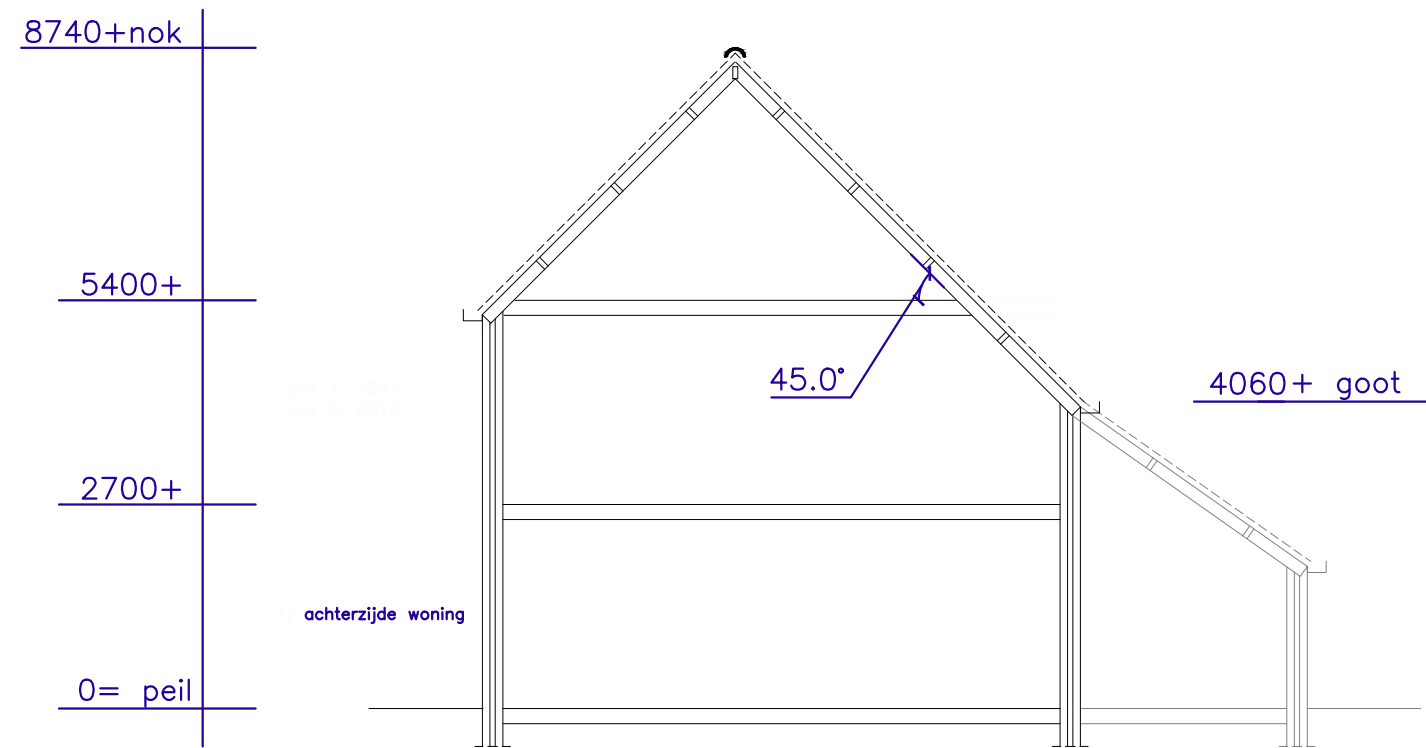 8740+nok
5400+
45.0°
4060+ goot
2700+
achterzijde woning
0= peil